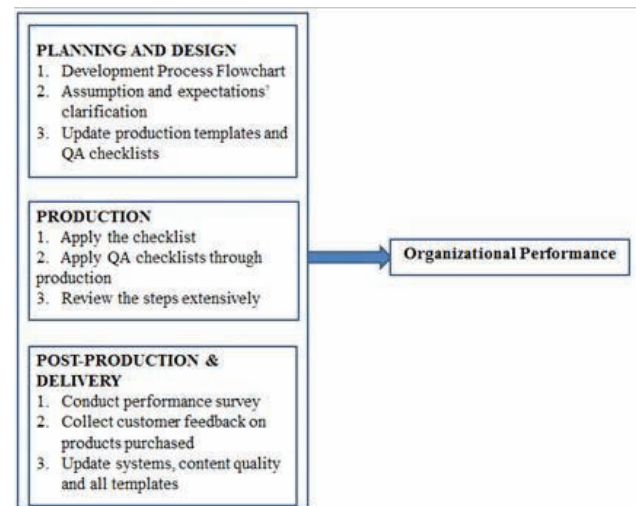 PLANNING AND DESIGN
1. Development Process Flowchart
2. Assumption and expectations'
clarification
3. Update production templates and
QA checklists
PRODUCTION
1. Apply the checklist
2. Apply QA checklists through
production
3. Review the steps extensively
Organizational Performance
POST-PRODUCTION &
DELIVERY
1. Conduct performance survey
2. Collect customer feedback on
products purchased
3. Update systems, content quality
and all templates